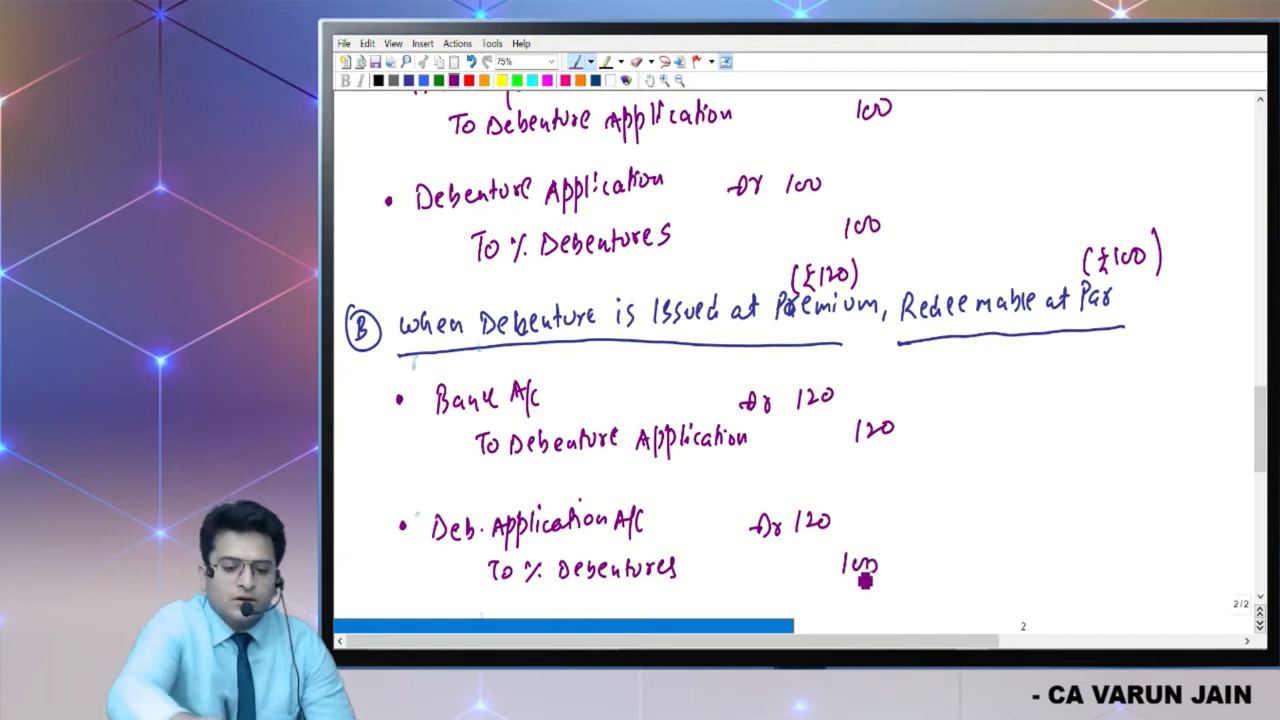 File Edit View Insert Actions Tools Help
75%
B I
To Debenture Application 100
• Debenture Application Dr 100
To % Debentures 100
(₤120) (₤100)
(B) When Debenture is Issued at Premium, Redeemable at Par
• Bank A/c Dr 120
To Debenture Application 120
• Deb. Application A/c Dr 120
To % Debentures 100
2/2
2
- CA VARUN JAIN